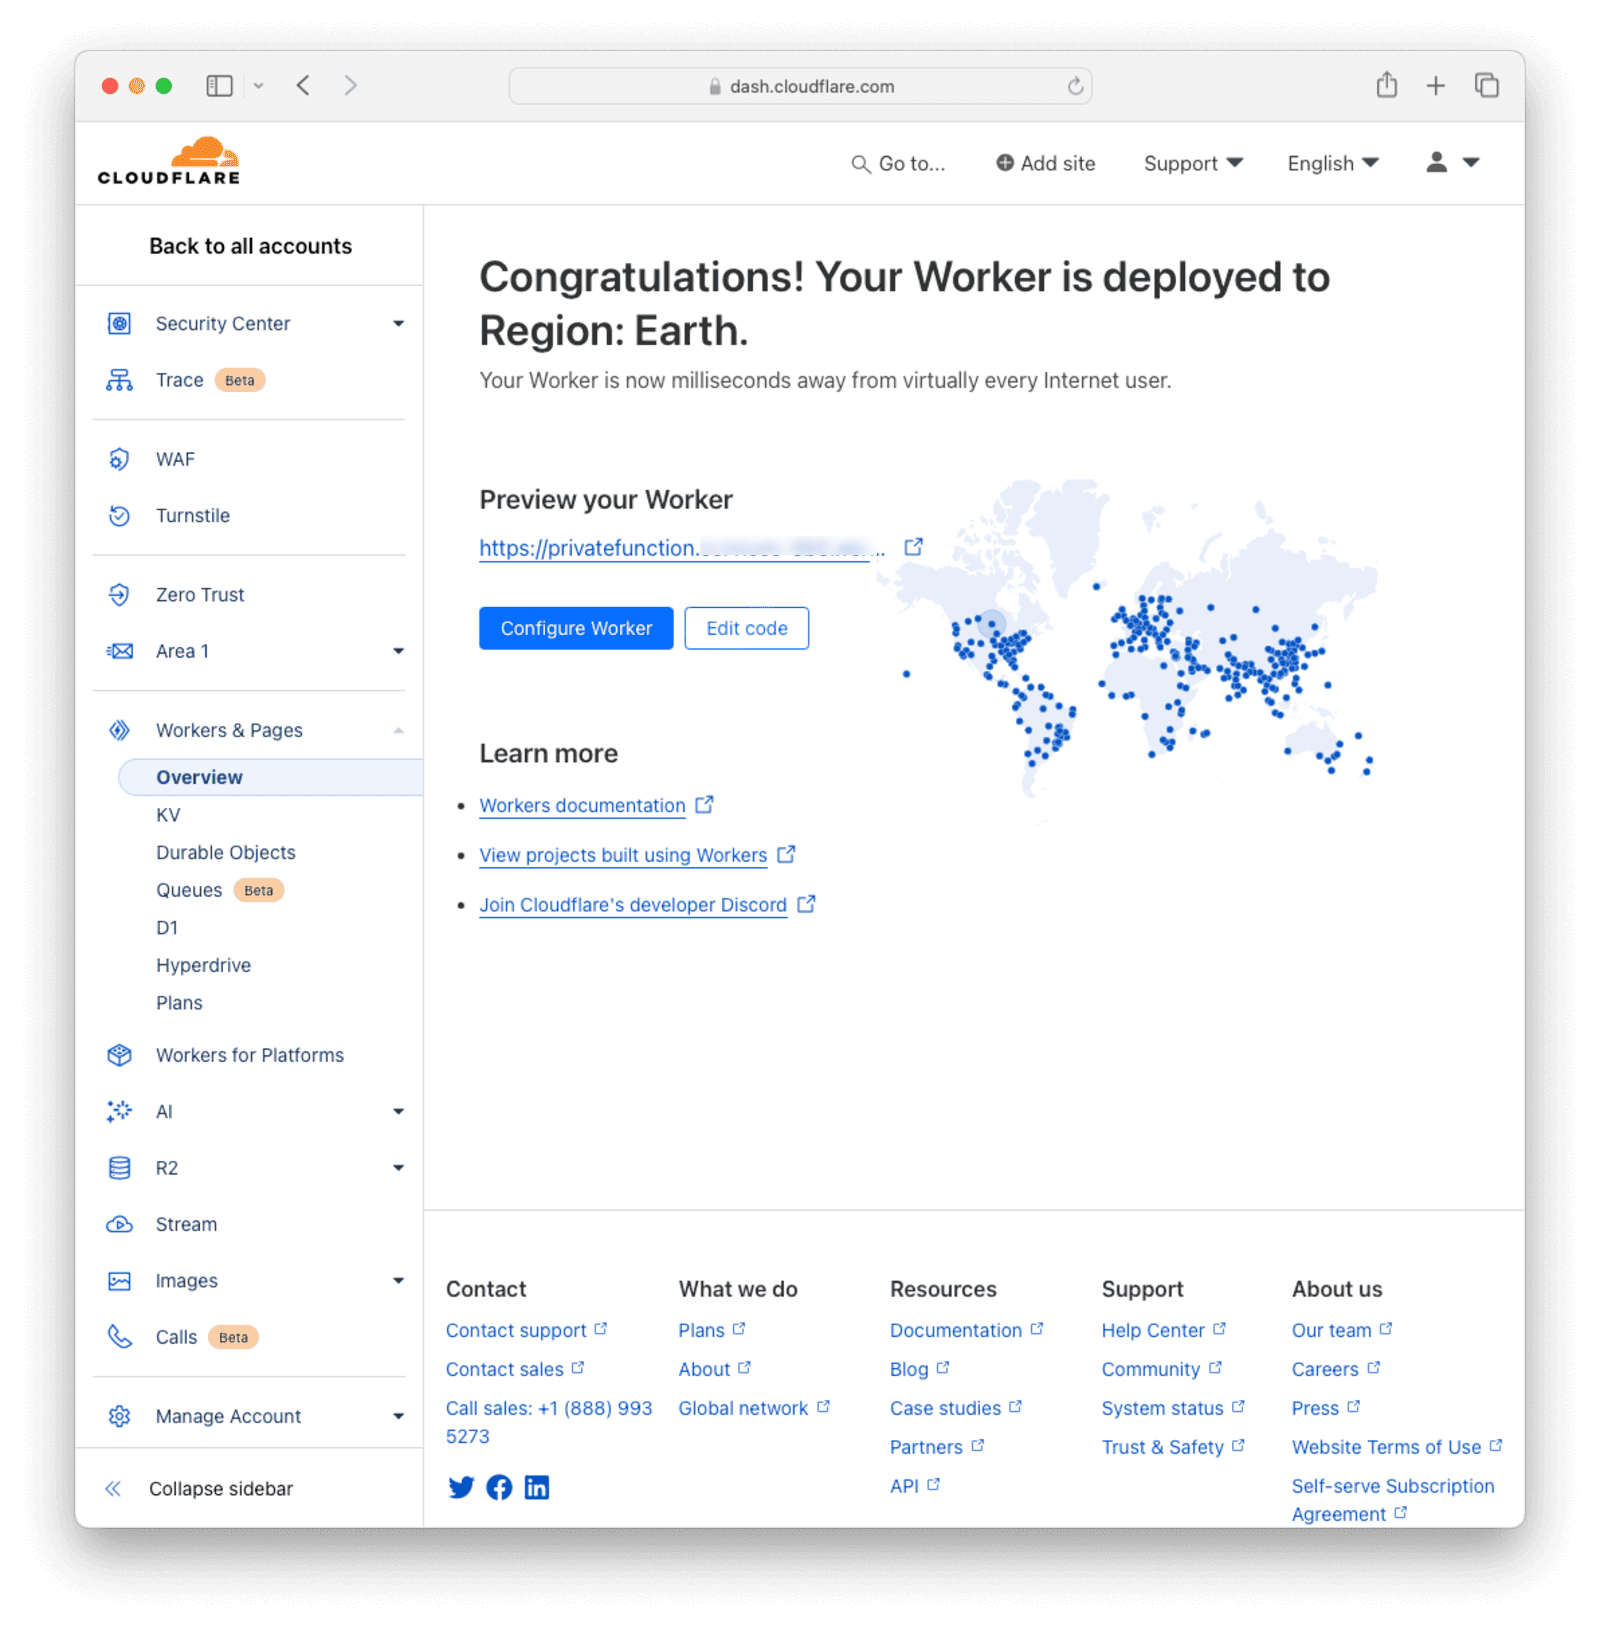 dash.cloudflare.com
CLOUDFLARE
Go to...
Add site
Support
English
Back to all accounts
Security Center
Trace Beta
WAF
Turnstile
Zero Trust
Area 1
Workers & Pages
Overview
KV
Durable Objects
Queues Beta
D1
Hyperdrive
Plans
Workers for Platforms
AI
R2
Stream
Images
Calls Beta
Manage Account
Collapse sidebar
Congratulations! Your Worker is deployed to
Region: Earth.
Your Worker is now milliseconds away from virtually every Internet user.
Preview your Worker
https://privatefunction.
Configure Worker
Edit code
Learn more
Workers documentation
View projects built using Workers
Join Cloudflare's developer Discord
Contact
Contact support
Contact sales
Call sales: +1 (888) 993
5273
What we do
Plans
About
Global network
Resources
Documentation
Blog
Case studies
Partners
API
Support
Help Center
Community
System status
Trust & Safety
About us
Our team
Careers
Press
Website Terms of Use
Self-serve Subscription
Agreement